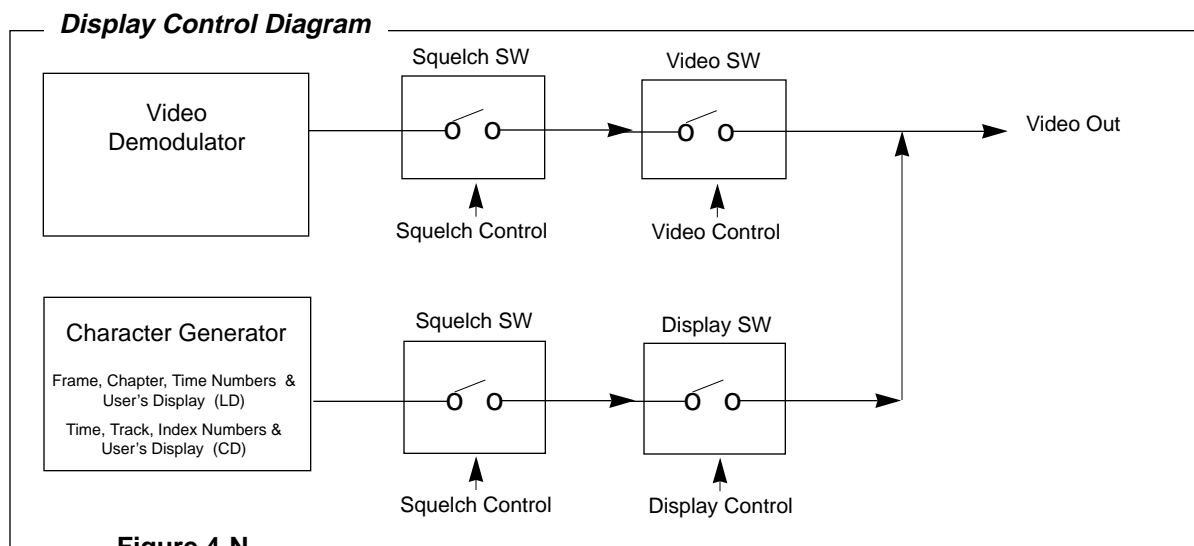 Display Control Diagram
Squelch SW
Video SW
Video
Demodulator
Video Out
Squelch Control
Video Control
Squelch SW
Display SW
Character Generator
Frame, Chapter, Time Numbers &
User's Display (LD)
Time, Track, Index Numbers &
User's Display (CD)
Squelch Control
Display Control
Figure 4-N